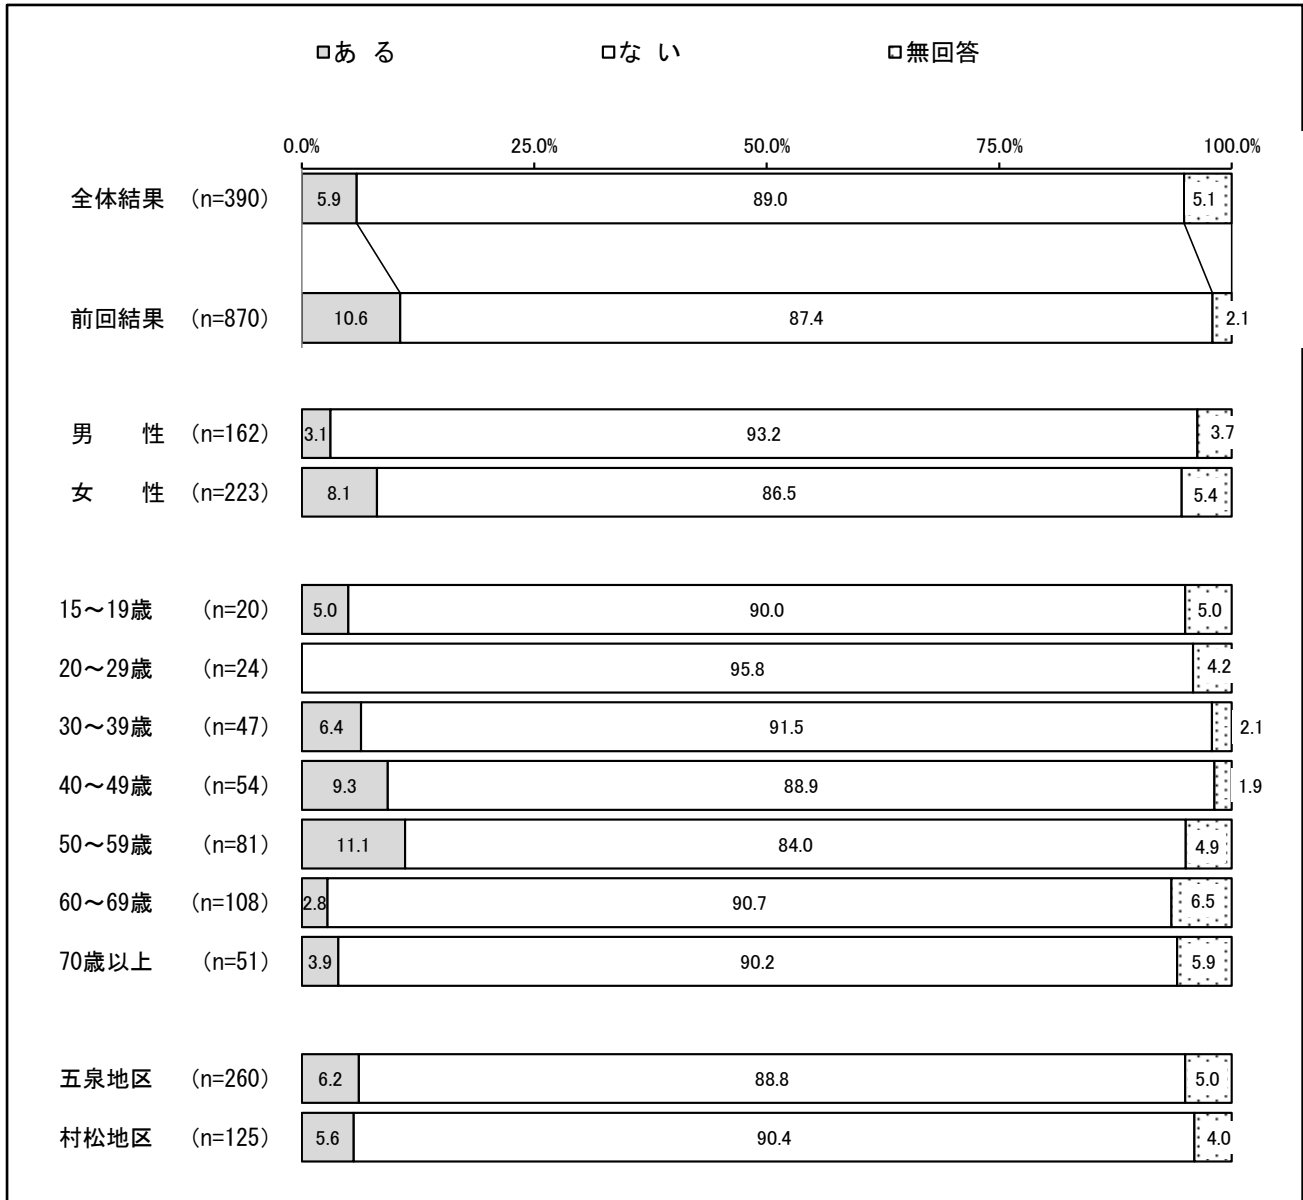 あ る な い 無回答
0.0% 25.0% 50.0% 75.0% 100.0%
全体結果 (n=390) 5.9 89.0 5.1
前回結果 (n=870) 10.6 87.4 2.1
男 性 (n=162) 3.1 93.2 3.7
女 性 (n=223) 8.1 86.5 5.4
15～19歳 (n=20) 5.0 90.0 5.0
20～29歳 (n=24) 95.8 4.2
30～39歳 (n=47) 6.4 91.5 2.1
40～49歳 (n=54) 9.3 88.9 1.9
50～59歳 (n=81) 11.1 84.0 4.9
60～69歳 (n=108) 2.8 90.7 6.5
70歳以上 (n=51) 3.9 90.2 5.9
五泉地区 (n=260) 6.2 88.8 5.0
村松地区 (n=125) 5.6 90.4 4.0